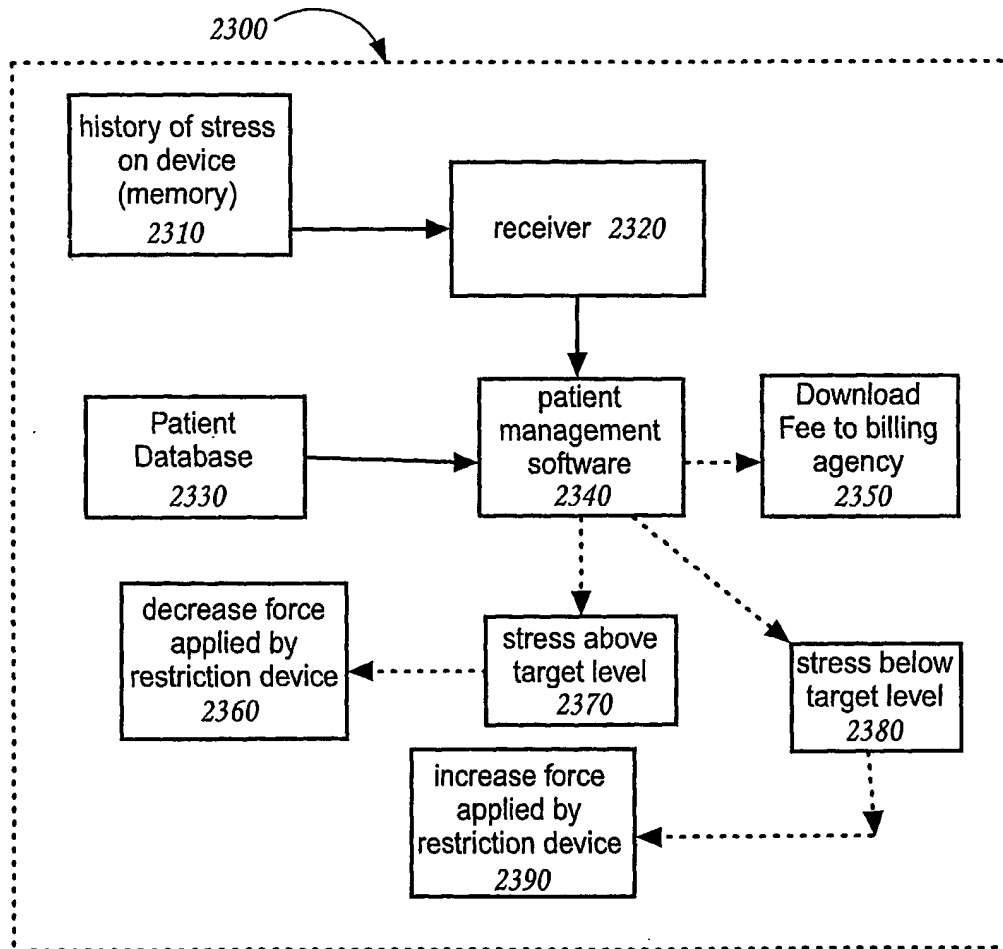 2300
history of stress
on device
(memory)
2310
receiver 2320
Patient
Database
2330
patient
management
software
2340
Download
Fee to billing
agency
2350
decrease force
applied by
restriction device
2360
stress above
target level
2370
stress below
target level
2380
increase force
applied by
restriction device
2390